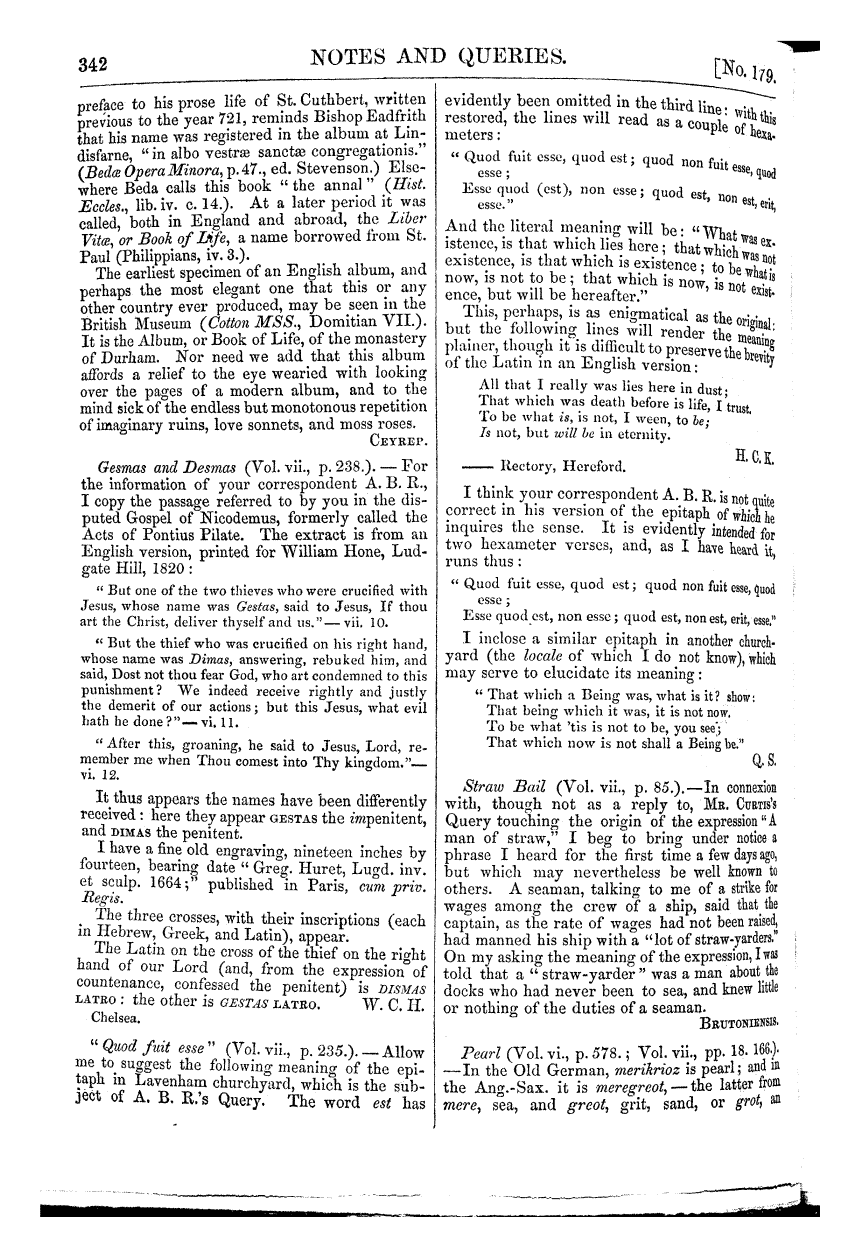 342
NOTES AND QUERIES.
[No. 179.
preface to his prose life of St. Cuthbert, written
previous to the year 721, reminds Bishop Eadfrith
that his name was registered in the album at Lin-
disfarne, "in albo vestræ sanctæ congregationis."
(Bedæ Opera Minora, p. 47., ed. Stevenson.) Else-
where Beda calls this book "the annal" (Hist.
Eccles., lib. iv. c. 14.). At a later period it was
called, both in England and abroad, the Liber
Vitæ, or Book of Life, a name borrowed from St.
Paul (Philippians, iv. 3.).
The earliest specimen of an English album, and
perhaps the most elegant one that this or any
other country ever produced, may be seen in the
British Museum (Cotton MSS., Domitian VII.).
It is the Album, or Book of Life, of the monastery
of Durham. Nor need we add that this album
affords a relief to the eye wearied with looking
over the pages of a modern album, and to the
mind sick of the endless but monotonous repetition
of imaginary ruins, love sonnets, and moss roses.
CEYREP.
Gesmas and Desmas (Vol. vii., p. 238.). — For
the information of your correspondent A. B. R.,
I copy the passage referred to by you in the dis-
puted Gospel of Nicodemus, formerly called the
Acts of Pontius Pilate. The extract is from an
English version, printed for William Hone, Lud-
gate Hill, 1820 :
" But one of the two thieves who were crucified with
Jesus, whose name was Gestas, said to Jesus, If thou
art the Christ, deliver thyself and us." — vii. 10.
" But the thief who was crucified on his right hand,
whose name was Dimas, answering, rebuked him, and
said, Dost not thou fear God, who art condemned to this
punishment? We indeed receive rightly and justly
the demerit of our actions ; but this Jesus, what evil
hath he done?" — vi. 11.
" After this, groaning, he said to Jesus, Lord, re-
member me when Thou comest into Thy kingdom."—
vi. 12.
It thus appears the names have been differently
received : here they appear GESTAS the impenitent,
and DIMAS the penitent.
I have a fine old engraving, nineteen inches by
fourteen, bearing date " Greg. Huret, Lugd. inv.
et sculp. 1664;" published in Paris, cum priv.
Regis.
The three crosses, with their inscriptions (each
in Hebrew, Greek, and Latin), appear.
The Latin on the cross of the thief on the right
hand of our Lord (and, from the expression of
countenance, confessed the penitent) is DISMAS
LATRO : the other is GESTAS LATRO. W. C. H.
Chelsea.
" Quod fuit esse" (Vol. vii., p. 235.). — Allow
me to suggest the following meaning of the epi-
taph in Lavenham churchyard, which is the sub-
ject of A. B. R.'s Query. The word est has
evidently been omitted in the third line: with this
restored, the lines will read as a couple of hexa-
meters :
" Quod fuit esse, quod est ; quod non fuit esse, quod
esse ;
Esse quod (est), non esse ; quod est, non est, erit,
esse."
And the literal meaning will be : "What was ex-
istence, is that which lies here ; that which was not
existence, is that which is existence ; to be what is
now, is not to be ; that which is now, is not exist-
ence, but will be hereafter."
This, perhaps, is as enigmatical as the original:
but the following lines will render the meaning
plainer, though it is difficult to preserve the brevity
of the Latin in an English version :
All that I really was lies here in dust ;
That which was death before is life, I trust.
To be what is, is not, I ween, to be;
Is not, but will be in eternity.
H. C. K.
—— Rectory, Hereford.
I think your correspondent A. B. R. is not quite
correct in his version of the epitaph of which he
inquires the sense. It is evidently intended for
two hexameter verses, and, as I have heard it,
runs thus :
" Quod fuit esse, quod est ; quod non fuit esse, quod
esse ;
Esse quod est, non esse ; quod est, non est, erit, esse."
I inclose a similar epitaph in another church-
yard (the locale of which I do not know), which
may serve to elucidate its meaning :
" That which a Being was, what is it? show:
That being which it was, it is not now.
To be what 'tis is not to be, you see;
That which now is not shall a Being be."
Q. S.
Straw Bail (Vol. vii., p. 85.).—In connexion
with, though not as a reply to, MR. CURTIS'S
Query touching the origin of the expression "A
man of straw," I beg to bring under notice a
phrase I heard for the first time a few days ago,
but which may nevertheless be well known to
others. A seaman, talking to me of a strike for
wages among the crew of a ship, said that the
captain, as the rate of wages had not been raised,
had manned his ship with a "lot of straw-yarders."
On my asking the meaning of the expression, I was
told that a "straw-yarder" was a man about the
docks who had never been to sea, and knew little
or nothing of the duties of a seaman.
BRUTONIENSIS.
Pearl (Vol. vi., p. 578. ; Vol. vii., pp. 18. 166.).
—In the Old German, merikrioz is pearl ; and in
the Ang.-Sax. it is meregreot, — the latter from
mere, sea, and greot, grit, sand, or grot, an